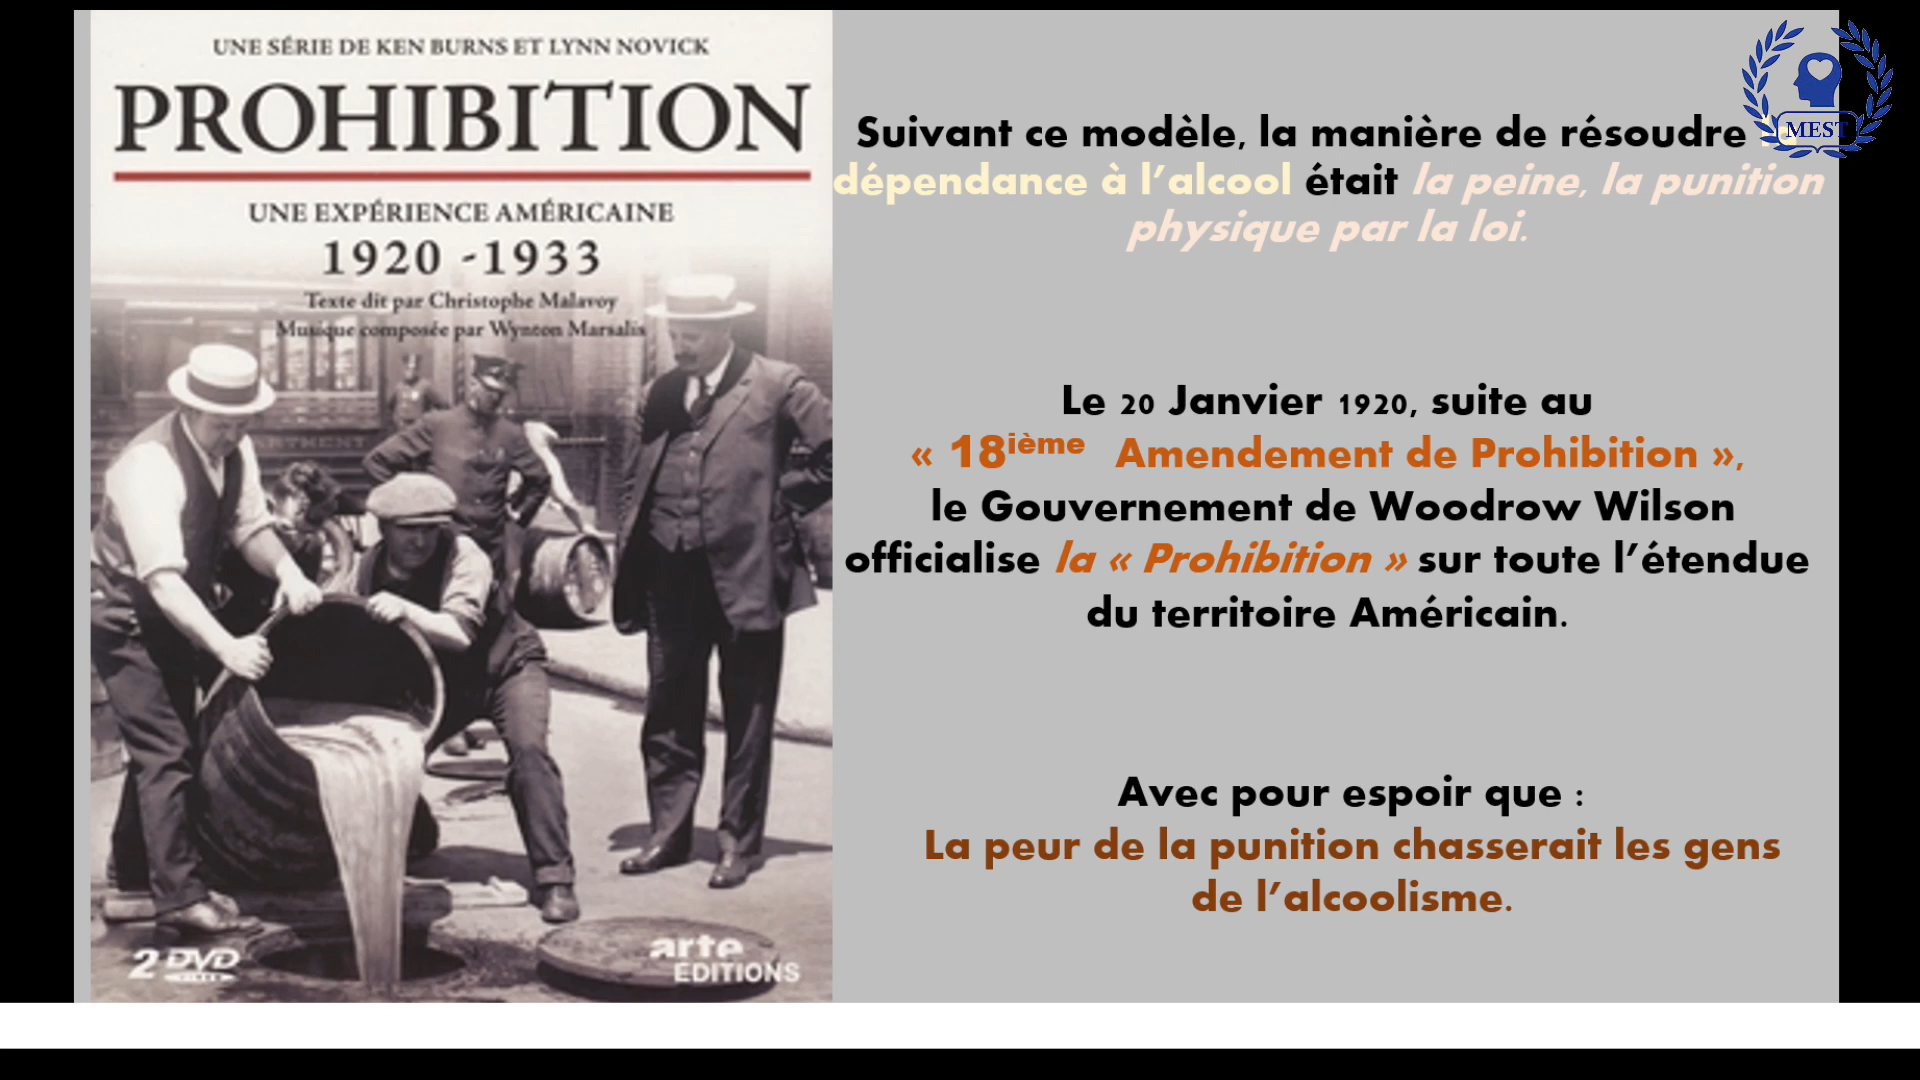 UNE SÉRIE DE KEN BURNS ET LYNN NOVICK
PROHIBITION
UNE EXPÉRIENCE AMÉRICAINE
1920 -1933
Texte dit par Christophe Malavoy
Musique composée par Wynton Marsalis
2 DVD
VIDEO
arte
EDITIONS
MEST
Suivant ce modèle, la manière de résoudre
dépendance à l'alcool était la peine, la punition
physique par la loi.
Le 20 Janvier 1920, suite au
« 18ième Amendement de Prohibition »,
le Gouvernement de Woodrow Wilson
officialise la « Prohibition » sur toute l'étendue
du territoire Américain.
Avec pour espoir que :
La peur de la punition chasserait les gens
de l'alcoolisme.